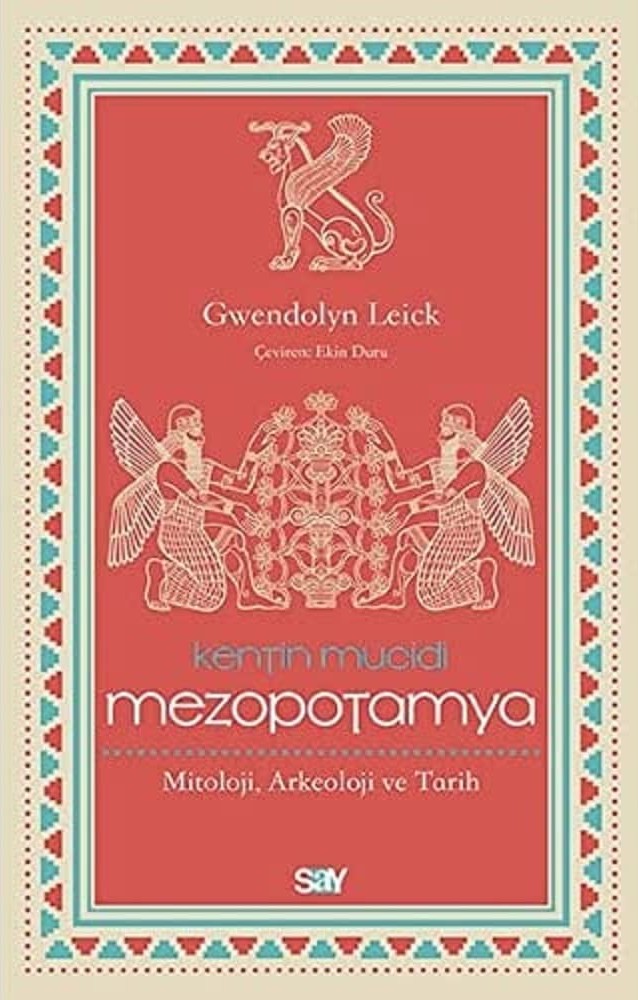 Gwendolyn Leick
Çeviren: Ekin Duru
kentin mucidi
mezopotamya
Mitoloji, Arkeoloji ve Tarih
say